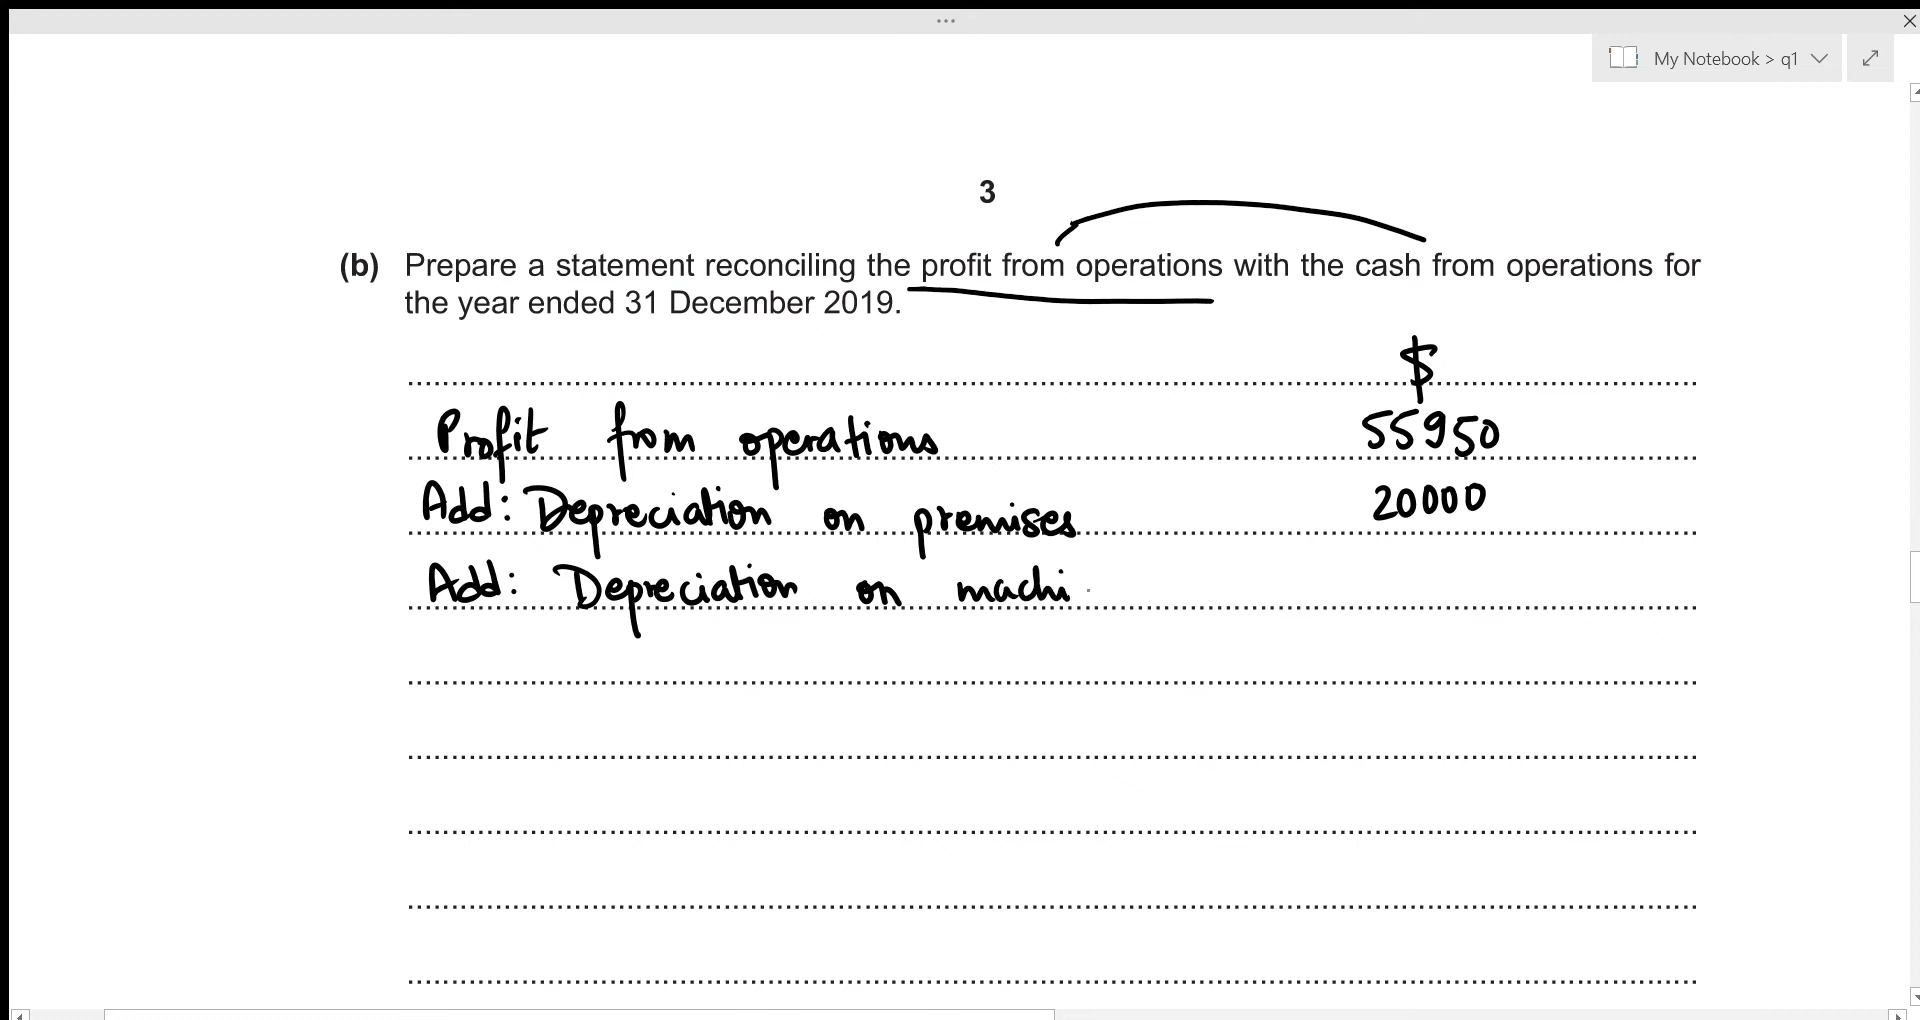 My Notebook > q1
3
(b) Prepare a statement reconciling the profit from operations with the cash from operations for
the year ended 31 December 2019.
$
Profit from operations 55950
Add: Depreciation on premises 20000
Add: Depreciation on machi